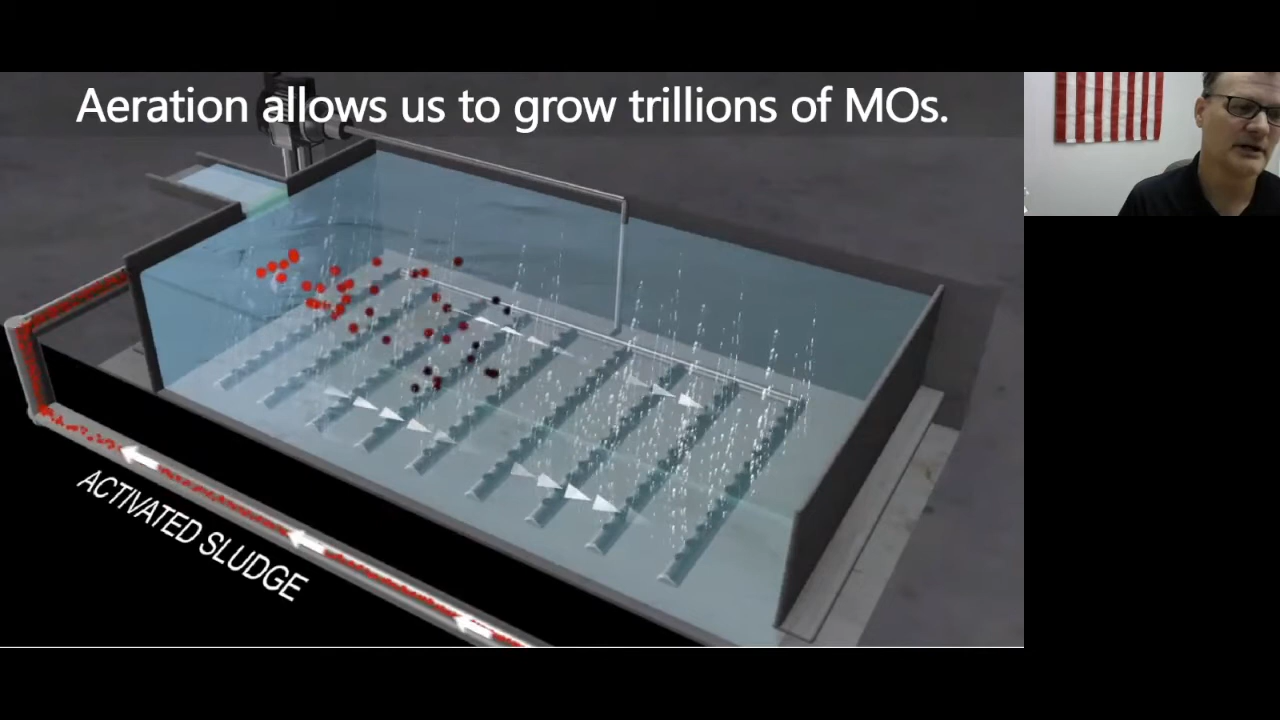 Aeration allows us to grow trillions of MOs.
ACTIVATED SLUDGE